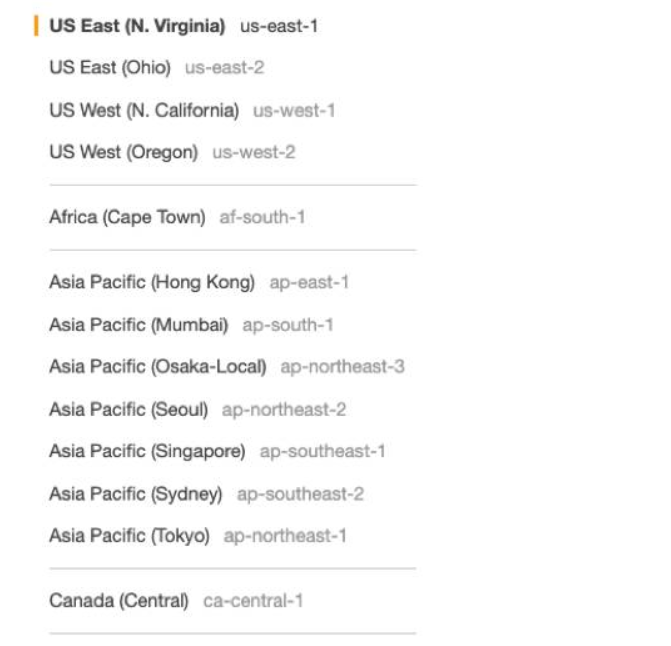 US East (N. Virginia) us-east-1
US East (Ohio) us-east-2
US West (N. California) us-west-1
US West (Oregon) us-west-2
Africa (Cape Town) af-south-1
Asia Pacific (Hong Kong) ap-east-1
Asia Pacific (Mumbai) ap-south-1
Asia Pacific (Osaka-Local) ap-northeast-3
Asia Pacific (Seoul) ap-northeast-2
Asia Pacific (Singapore) ap-southeast-1
Asia Pacific (Sydney) ap-southeast-2
Asia Pacific (Tokyo) ap-northeast-1
Canada (Central) ca-central-1